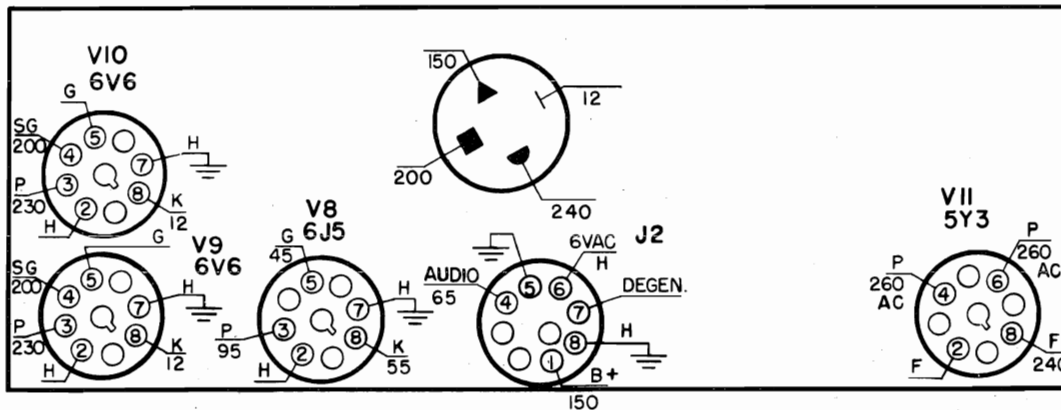 V10
6V6
G
5
SG
200
4
7
H
P.
230
3
8
K
12
H
2
150
12
200
240
V9
6V6
G
5
SG
200
4
7
H
P
230
3
8
K
12
H
2
V8
6J5
G
45
5
7
H
P.
95
3
8
K
55
H
2
J2
6VAC
H
5
6
AUDIO
65
4
7
DEGEN.
8
H
B+
150
V11
5Y3
P
260
AC
6
P
260
AC
4
8
F
240
F
2